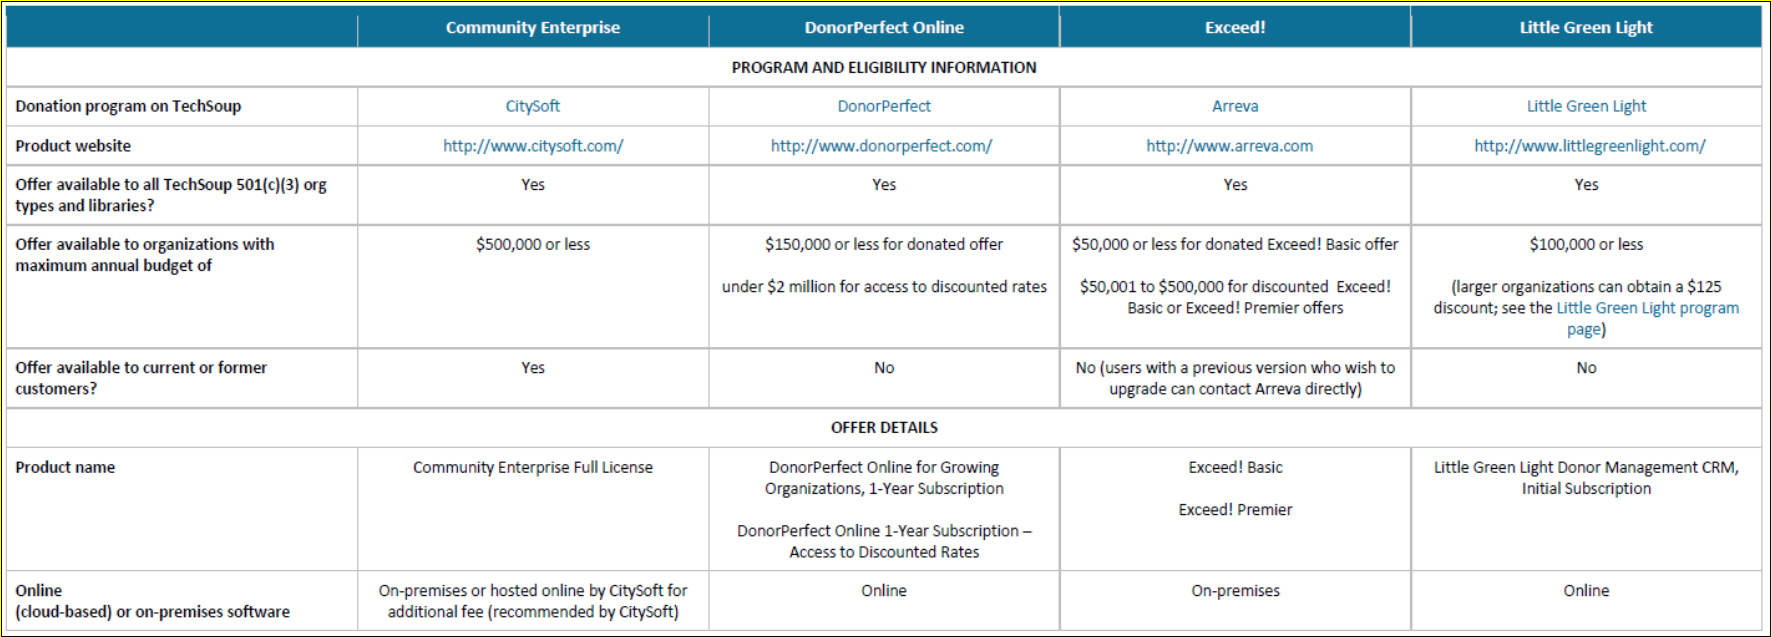 Community Enterprise DonorPerfect Online Exceed! Little Green Light
PROGRAM AND ELIGIBILITY INFORMATION
Donation program on TechSoup CitySoft DonorPerfect Arreva Little Green Light
Product website http://www.citysoft.com/ http://www.donorperfect.com/ http://www.arreva.com http://www.littlegreenlight.com/
Offer available to all TechSoup 501(c)(3) org
types and libraries?
Yes
Yes
Yes
Yes
Offer available to organizations with
maximum annual budget of
$500,000 or less
$150,000 or less for donated offer
under $2 million for access to discounted rates
$50,000 or less for donated Exceed! Basic offer
$50,001 to $500,000 for discounted Exceed!
Basic or Exceed! Premier offers
$100,000 or less
(larger organizations can obtain a $125
discount; see the Little Green Light program
page)
Offer available to current or former
customers?
Yes
No
No (users with a previous version who wish to
upgrade can contact Arreva directly)
No
OFFER DETAILS
Product name
Community Enterprise Full License
DonorPerfect Online for Growing
Organizations, 1-Year Subscription
DonorPerfect Online 1-Year Subscription –
Access to Discounted Rates
Exceed! Basic
Exceed! Premier
Little Green Light Donor Management CRM,
Initial Subscription
Online
(cloud-based) or on-premises software
On-premises or hosted online by CitySoft for
additional fee (recommended by CitySoft)
Online
On-premises
Online